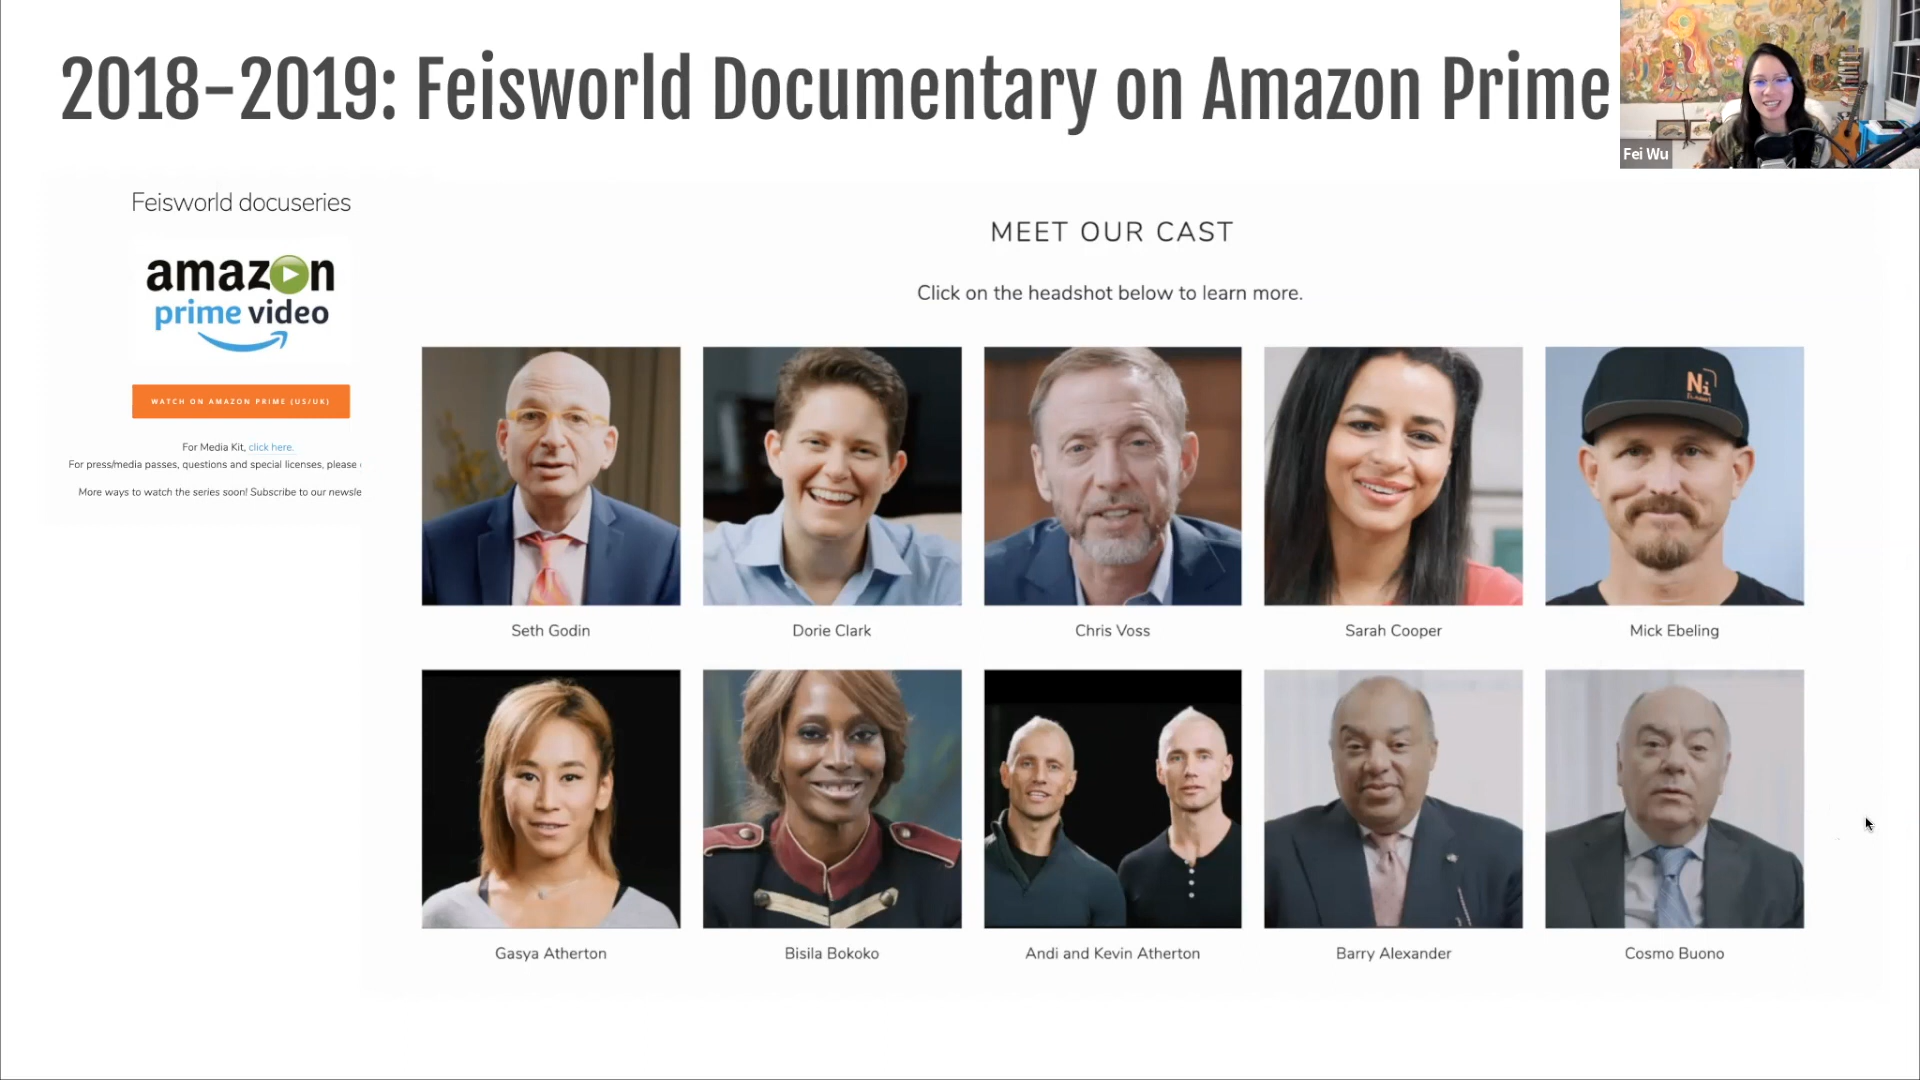 2018-2019: Feisworld Documentary on Amazon Prime
Fei Wu
Feisworld docuseries
amazon
prime video
WATCH ON AMAZON PRIME (US/UK)
For Media Kit, click here.
For press/media passes, questions and special licenses, please
More ways to watch the series soon! Subscribe to our newsle
MEET OUR CAST
Click on the headshot below to learn more.
Ni
Seth Godin
Dorie Clark
Chris Voss
Sarah Cooper
Mick Ebeling
Gasya Atherton
Bisila Bokoko
Andi and Kevin Atherton
Barry Alexander
Cosmo Buono